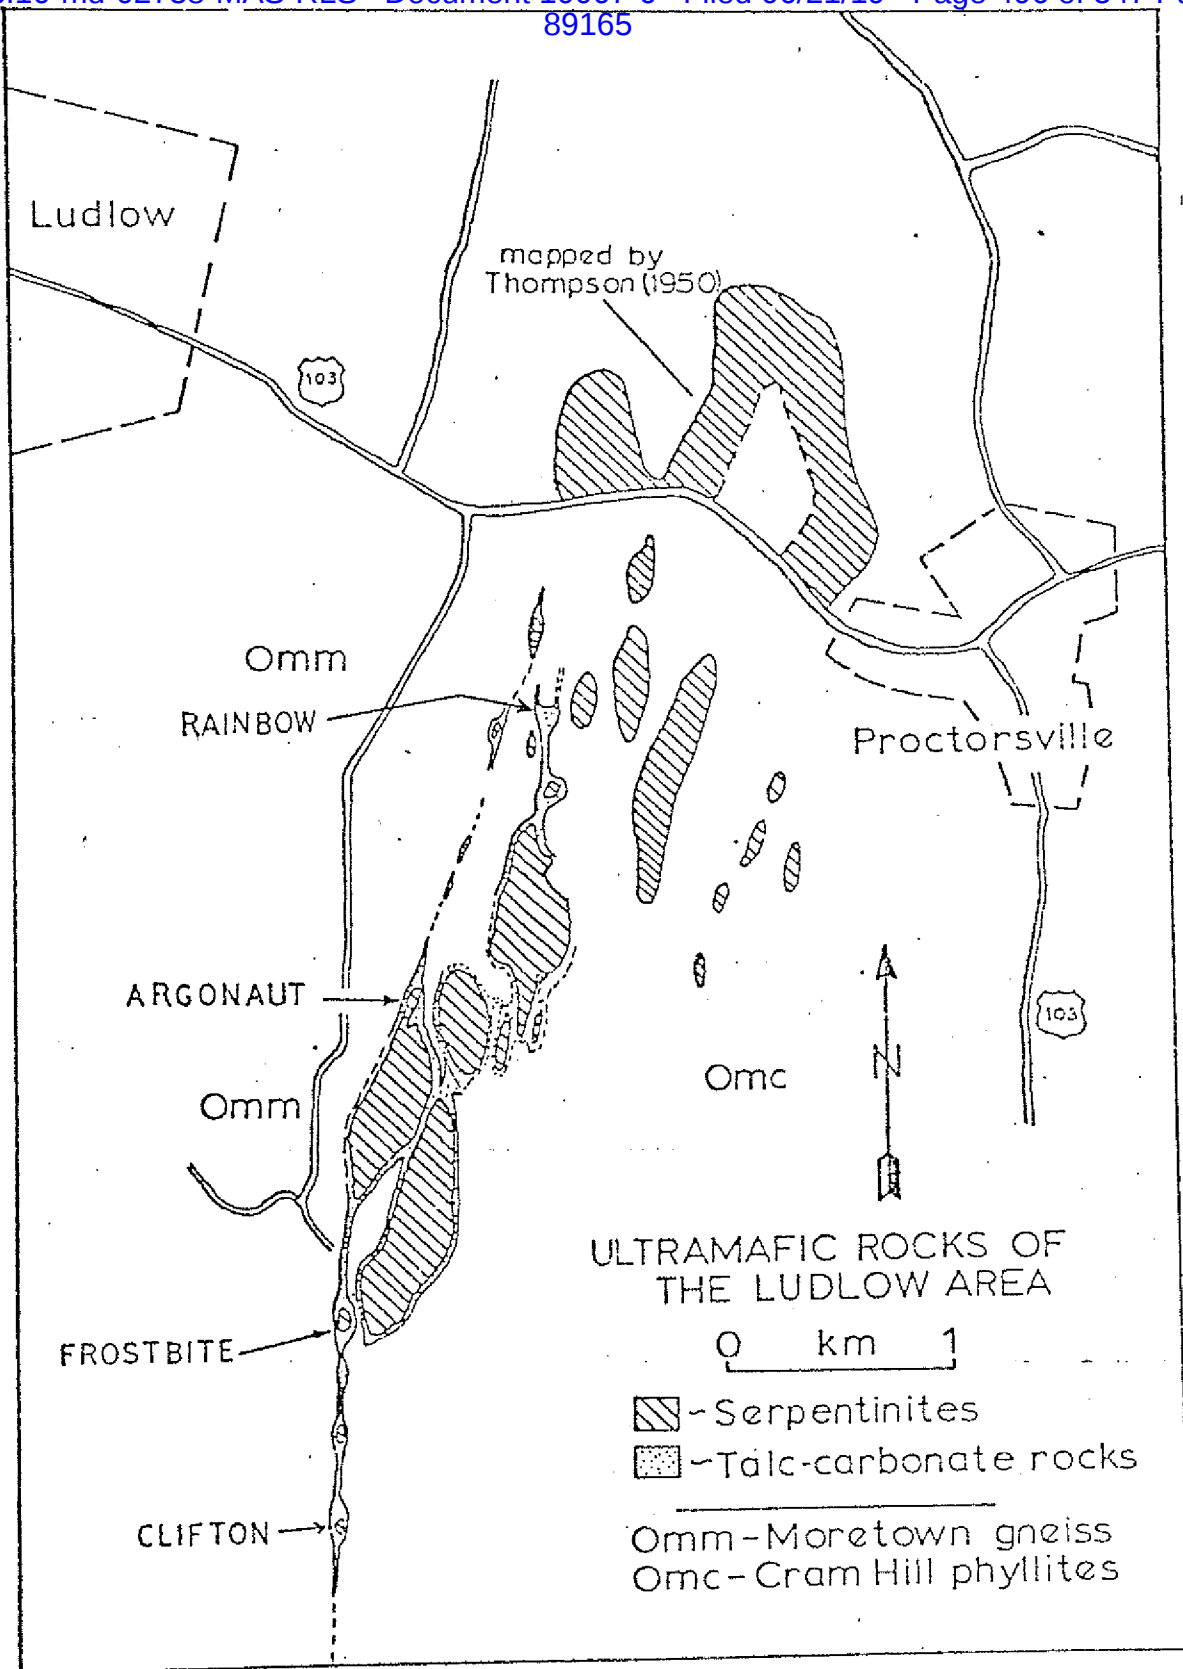 89165
Ludlow
mapped by
Thompson (1950)
103
Omm
RAINBOW
Proctorsville
ARGONAUT
103
Omc
N
Omm
ULTRAMAFIC ROCKS OF
THE LUDLOW AREA
0 km 1
FROSTBITE
~Serpentinites
~Talc-carbonate rocks
CLIFTON
Omm-Moretown gneiss
Omc-Cram Hill phyllites